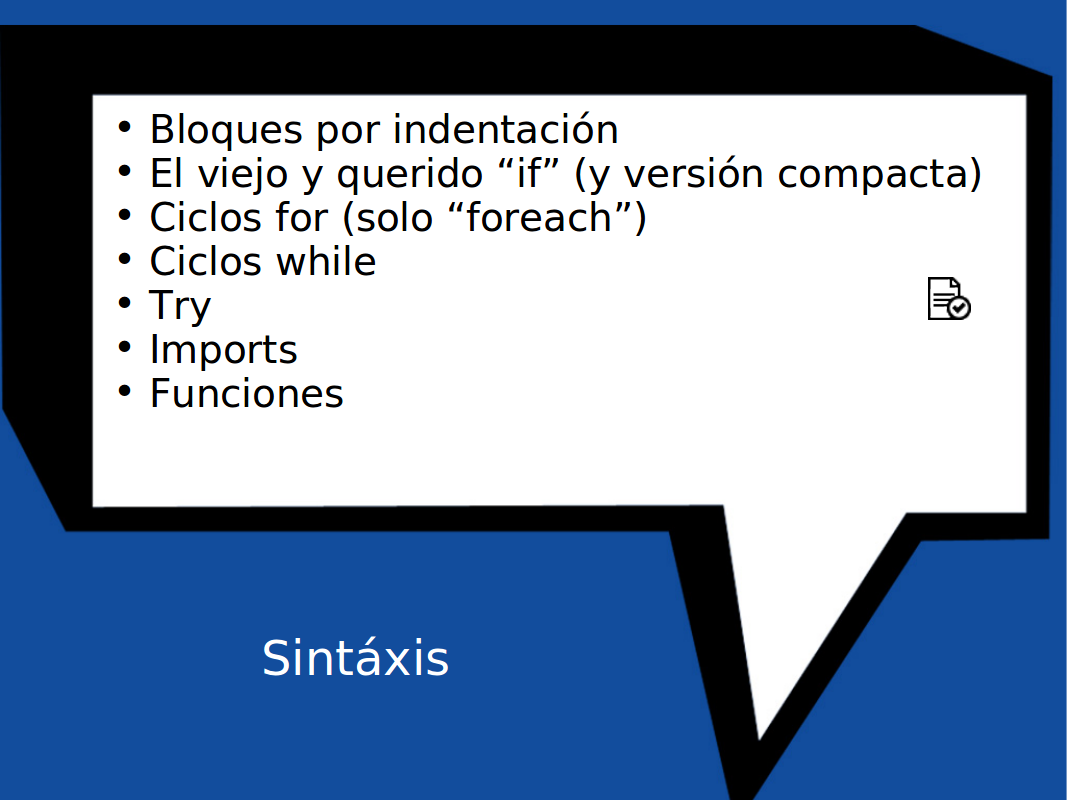 • Bloques por indentación
• El viejo y querido “if” (y versión compacta)
• Ciclos for (solo “foreach”)
• Ciclos while
• Try
• Imports
• Funciones
Sintáxis